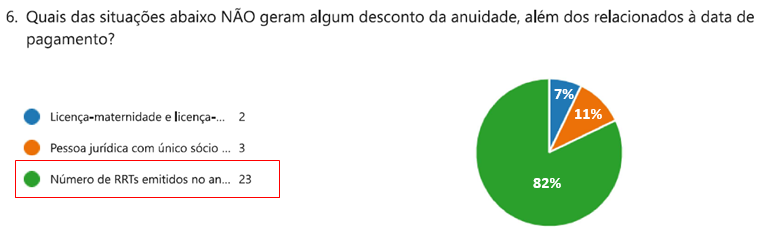 6. Quais das situações abaixo NÃO geram algum desconto da anuidade, além dos relacionados à data de
pagamento?
Licença-maternidade e licença-... 2
Pessoa jurídica com único sócio ... 3
Número de RRTs emitidos no an... 23
7%
11%
82%